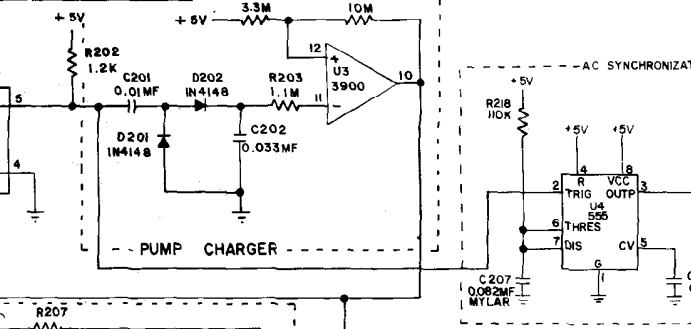 +5V
3.3M
10M
+5V
R202
1.2K
C201
0.01MF
D202
1N4148
R203
1.1M
12
+
U3
3900
10
11
-
5
D201
1N4148
C202
0.033MF
4
PUMP CHARGER
AC SYNCHRONIZAT
+5V
R218
110K
+5V
+5V
4
8
R
VCC
2
TRIG
OUTP
3
U4
555
6
THRES
7
DIS
CV
5
G
1
C207
0.082MF
MYLAR
R207